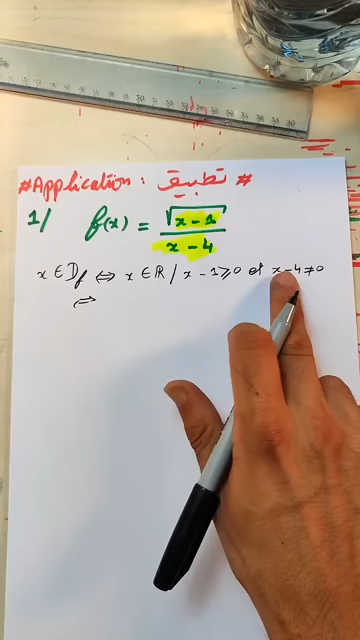 #Application : تطبيق #
1/ f(x) = √(x-1) / (x-4)
x ∈ Df ⇔ x ∈ ℝ / x - 1 ⩾ 0 et x - 4 ≠ 0
⇔